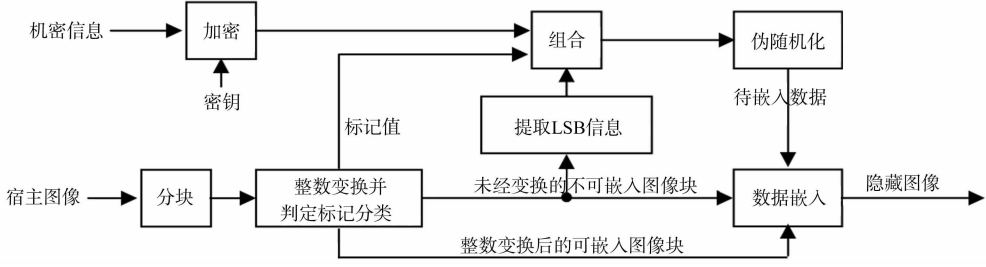 机密信息
加密
组合
伪随机化
密钥
待嵌入数据
标记值
提取LSB信息
宿主图像
分块
整数变换并
判定标记分类
未经变换的不可嵌入图像块
数据嵌入
隐藏图像
整数变换后的可嵌入图像块